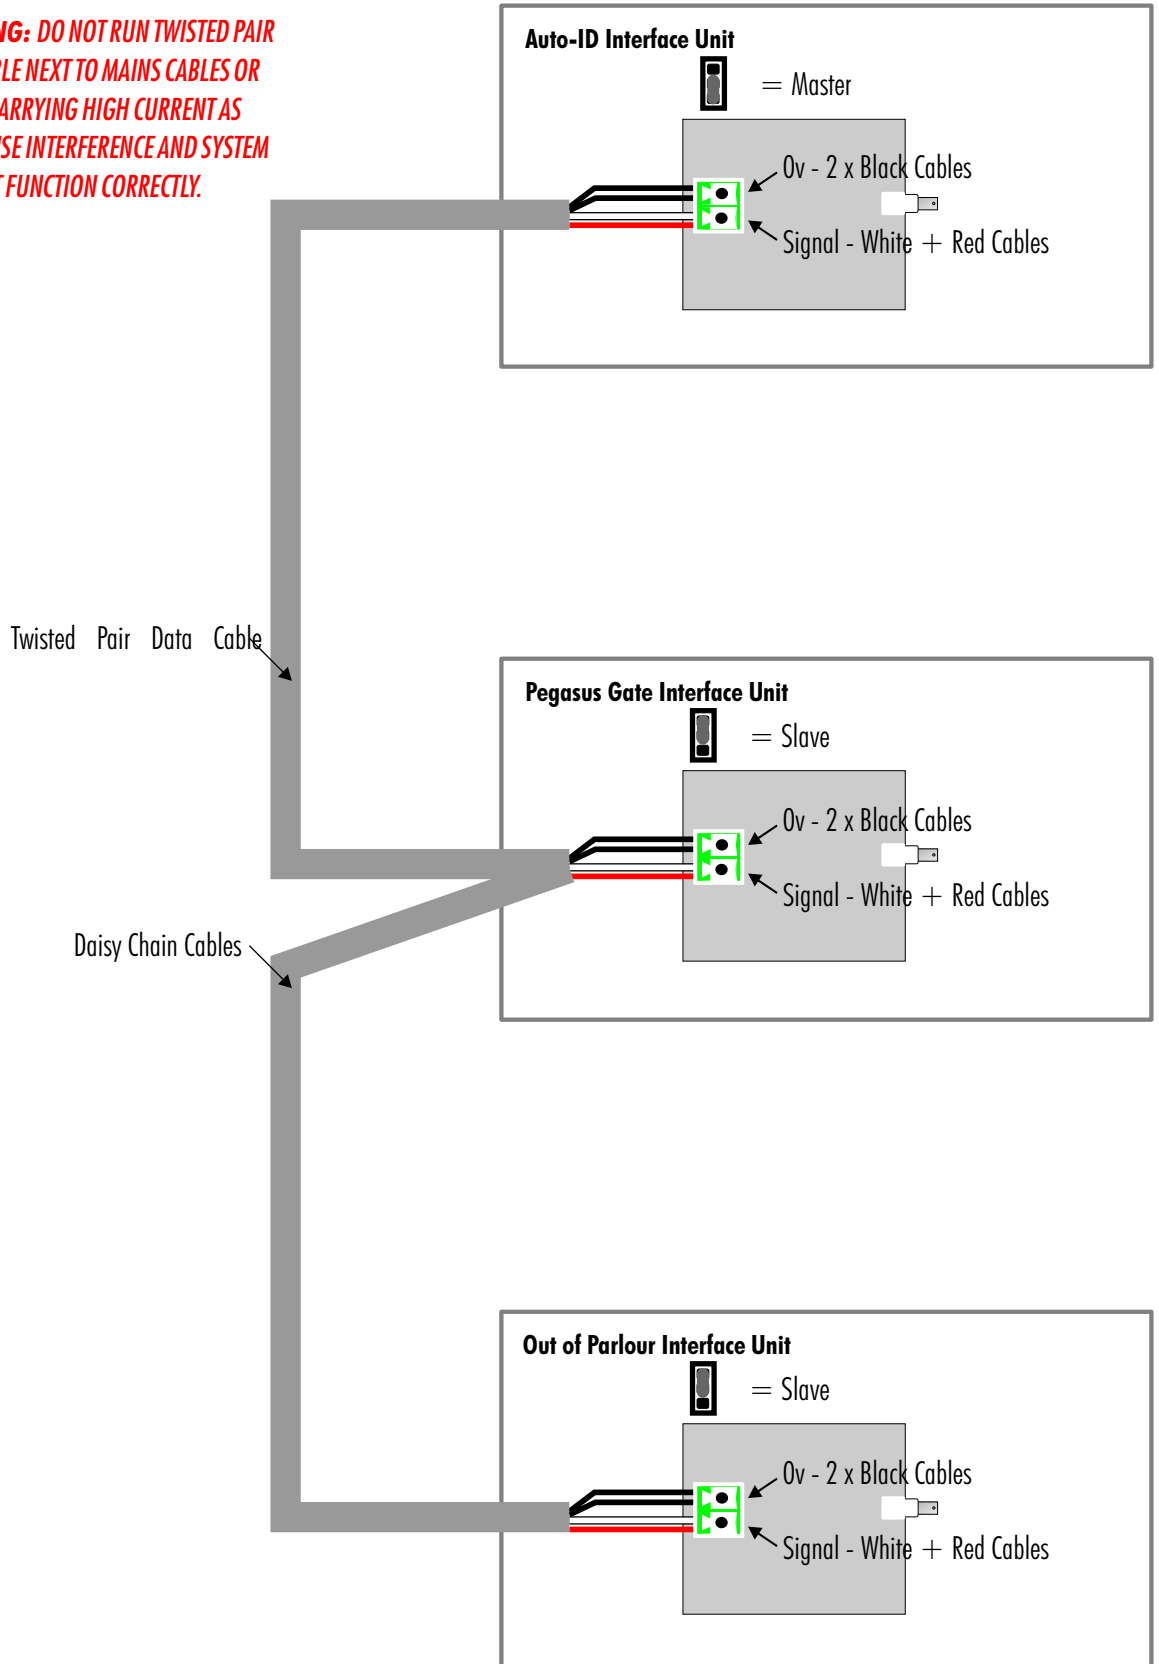 NG: DO NOT RUN TWISTED PAIR
BLE NEXT TO MAINS CABLES OR
ARRYING HIGH CURRENT AS
SE INTERFERENCE AND SYSTEM
T FUNCTION CORRECTLY.
Auto-ID Interface Unit
= Master
0v - 2 x Black Cables
Signal - White + Red Cables
Twisted Pair Data Cable
Pegasus Gate Interface Unit
= Slave
0v - 2 x Black Cables
Signal - White + Red Cables
Daisy Chain Cables
Out of Parlour Interface Unit
= Slave
0v - 2 x Black Cables
Signal - White + Red Cables